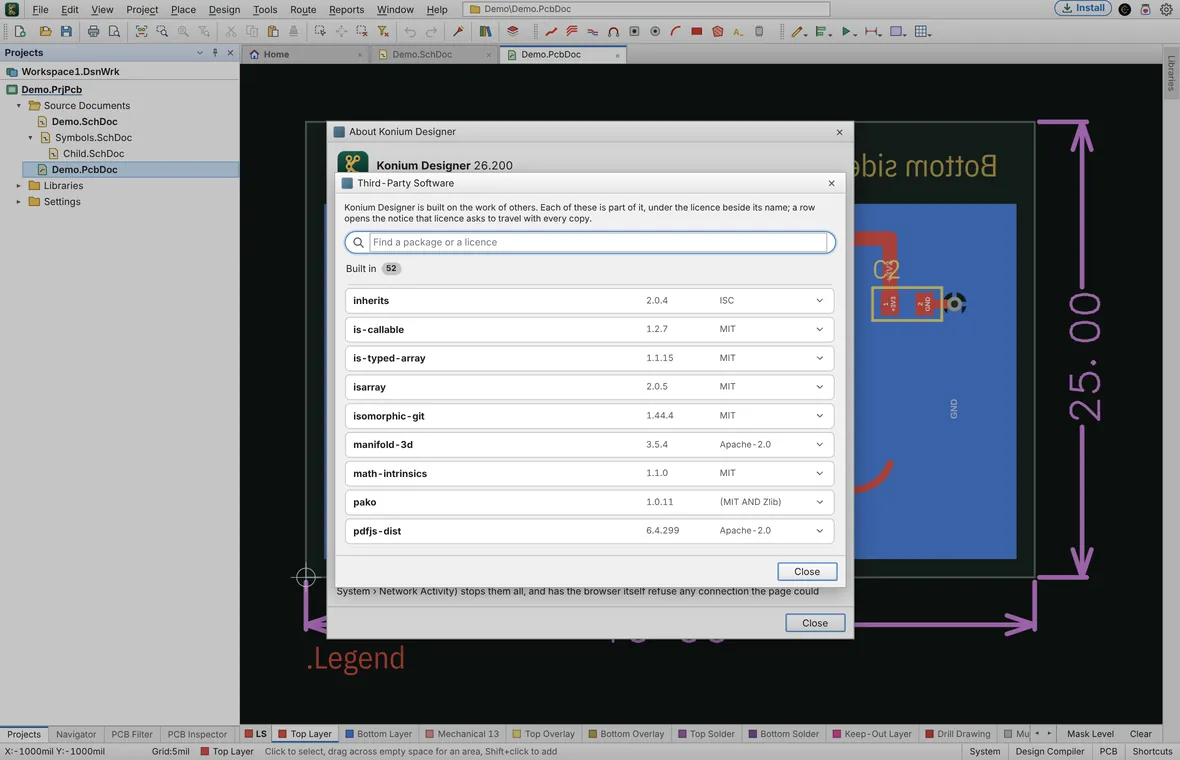 File Edit View Project Place Design Tools Route Reports Window Help
Demo\Demo.PcbDoc
Install
Projects
Home
Demo.SchDoc
Demo.PcbDoc
Libraries
Workspace1.DsnWrk
Demo.PrjPcb
Source Documents
Demo.SchDoc
Symbols.SchDoc
Child.SchDoc
Demo.PcbDoc
Libraries
Settings
About Konium Designer
Konium Designer 26.200
Bottom side
Third-Party Software
Konium Designer is built on the work of others. Each of these is part of it, under the licence beside its name; a row
opens the notice that licence asks to travel with every copy.
Find a package or a licence
Built in 52
inherits 2.0.4 ISC
is-callable 1.2.7 MIT
is-typed-array 1.1.15 MIT
isarray 2.0.5 MIT
isomorphic-git 1.44.4 MIT
manifold-3d 3.5.4 Apache-2.0
math-intrinsics 1.1.0 MIT
pako 1.0.11 (MIT AND Zlib)
pdfjs-dist 6.4.299 Apache-2.0
Close
System › Network Activity) stops them all, and has the browser itself refuse any connection the page could
Close
C2
+3V3
1
+3V3
2
GND
GND
25.00
.Legend
Projects Navigator PCB Filter PCB Inspector
LS Top Layer Bottom Layer Mechanical 13 Top Overlay Bottom Overlay Top Solder Bottom Solder Keep-Out Layer Drill Drawing Mu Mask Level Clear
X:-1000mil Y:-1000mil Grid:5mil Top Layer Click to select, drag across empty space for an area, Shift+click to add
System Design Compiler PCB Shortcuts